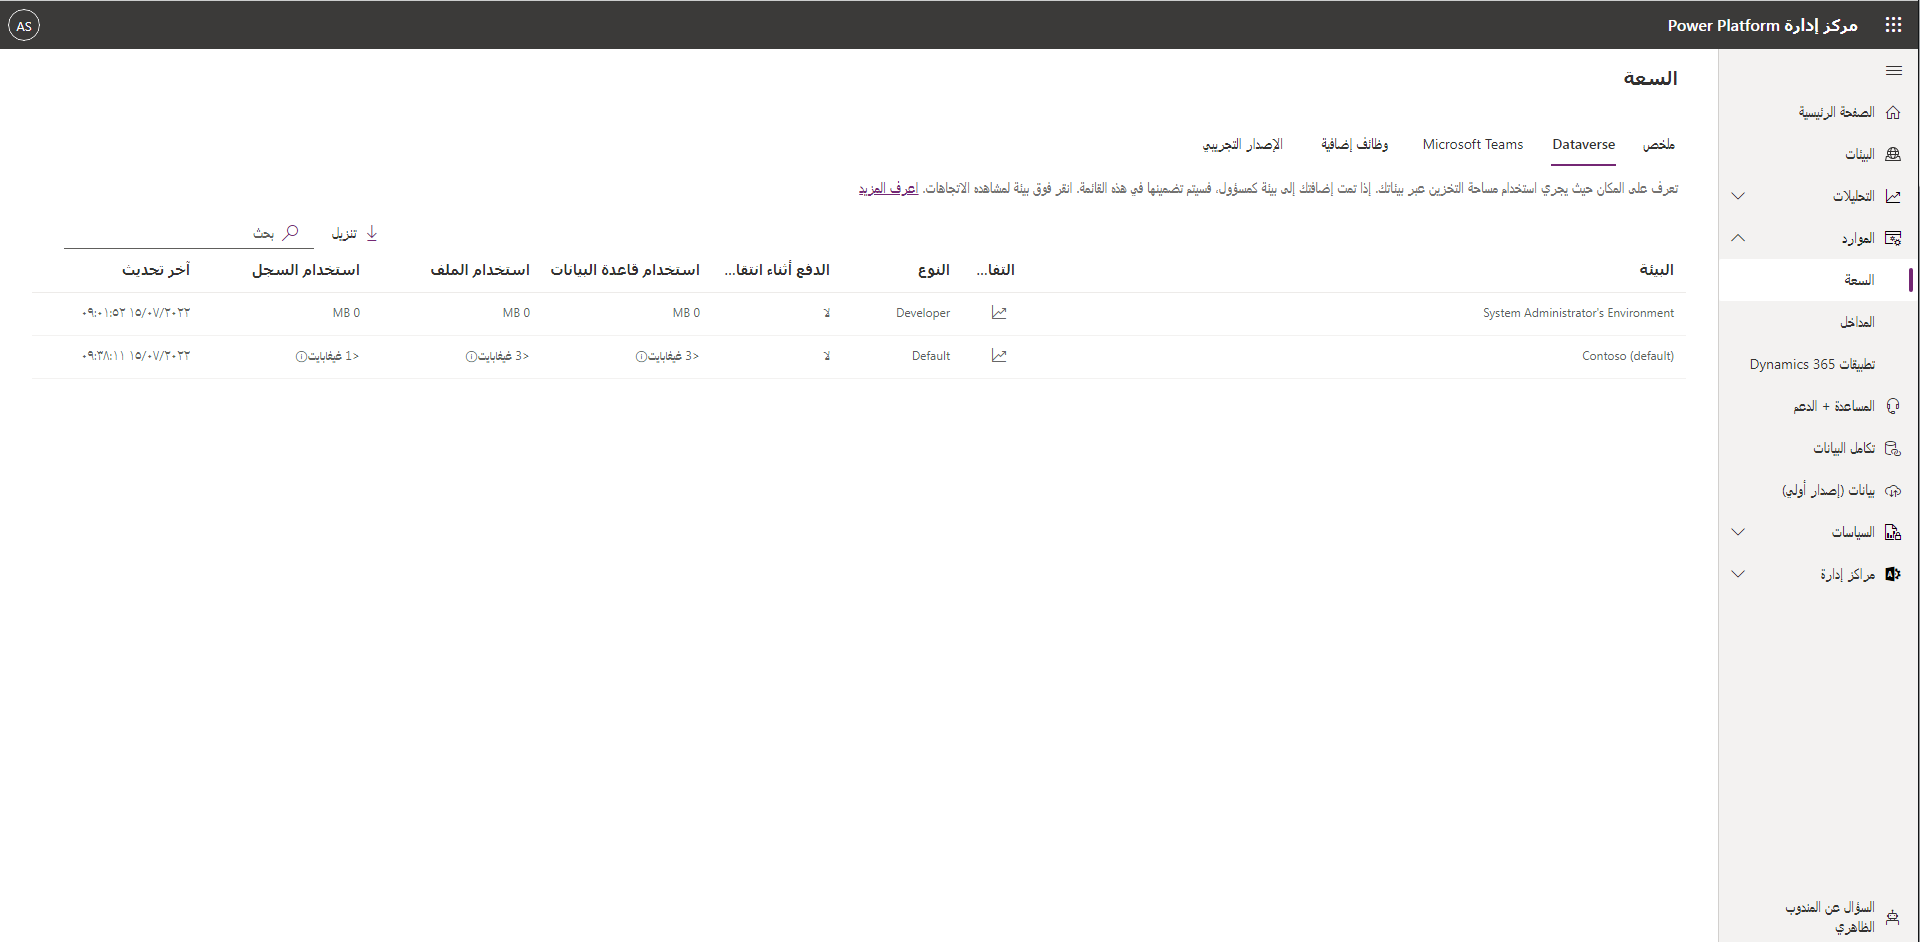 مركز إدارة Power Platform
AS
الصفحة الرئيسية
البيئات
التحليلات
الموارد
السعة
المداخل
تطبيقات Dynamics 365
المساعدة + الدعم
تكامل البيانات
بيانات (إصدار أولي)
السياسات
مراكز إدارة
السؤال عن المندوب
الظاهري
السعة
ملخص Dataverse Microsoft Teams وظائف إضافية الإصدار التجريبي
تعرف على المكان حيث يجري استخدام مساحة التخزين عبر بيئاتك. إذا تمت إضافتك إلى بيئة كمسؤول، فسيتم تضمينها في هذه القائمة. انقر فوق بيئة لمشاهده الاتجاهات. اعرف المزيد
تنزيل بحث
البيئة التفا... النوع الدفع أثناء انتقا... استخدام قاعدة البيانات استخدام الملف استخدام السجل آخر تحديث
System Administrator's Environment Developer لا MB 0 MB 0 MB 0 ١٥/٠٧/٢٠٢٢ ٠٩:٠١:٥٢
Contoso (default) Default لا <3 غيغابايت <3 غيغابايت <1 غيغابايت ١٥/٠٧/٢٠٢٢ ٠٩:٣٨:١١